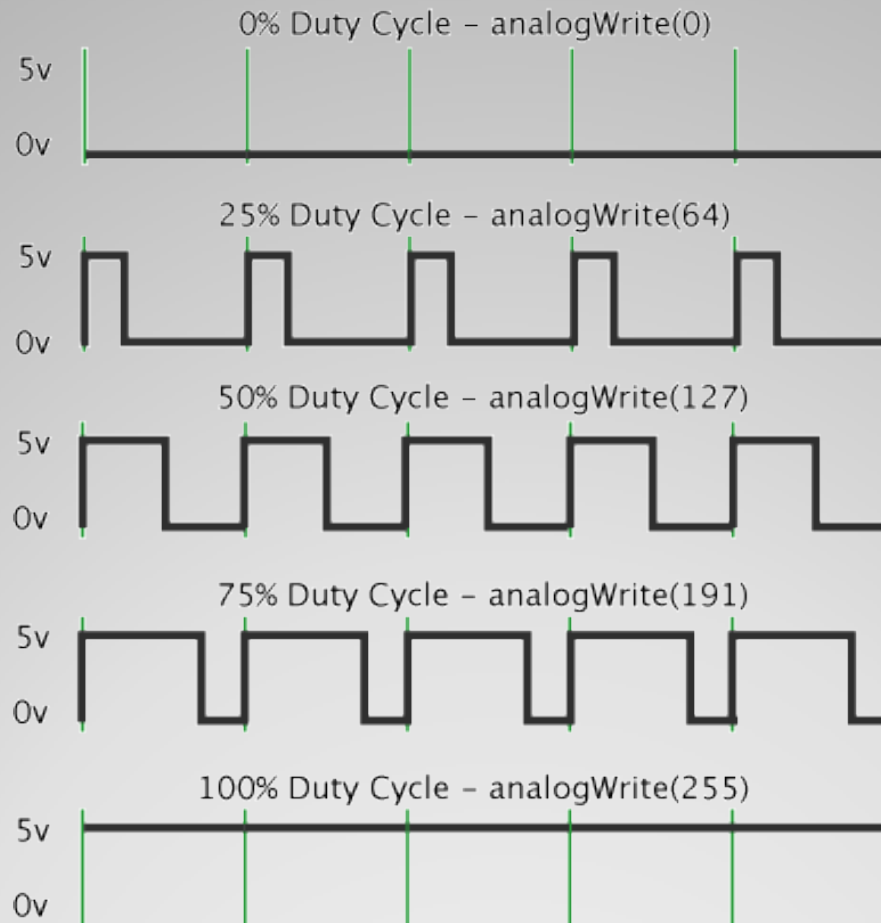 0% Duty Cycle – analogWrite(0)
5v
0v
25% Duty Cycle – analogWrite(64)
5v
0v
50% Duty Cycle – analogWrite(127)
5v
0v
75% Duty Cycle – analogWrite(191)
5v
0v
100% Duty Cycle – analogWrite(255)
5v
0v